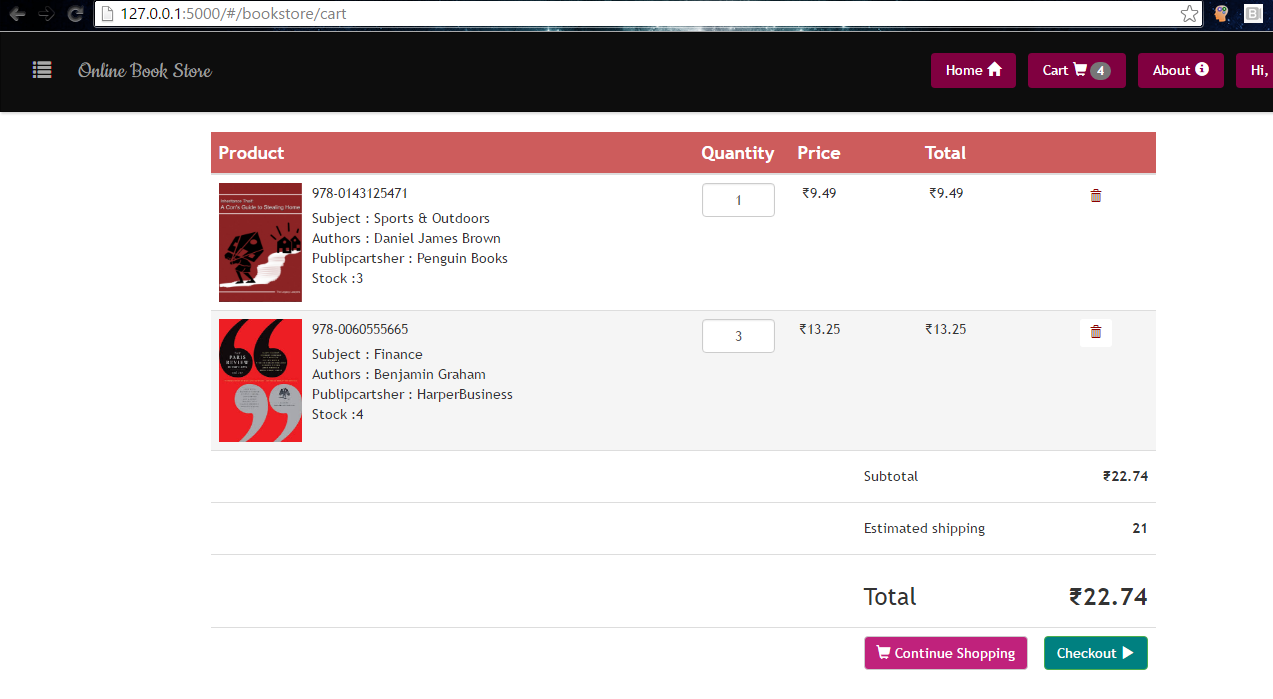 127.0.0.1:5000/#/bookstore/cart
Online Book Store
Home
Cart 4
About
Hi,
Product Quantity Price Total
Inheritance Thief:
A Con's Guide to Stealing Home
978-0143125471
Subject : Sports & Outdoors
Authors : Daniel James Brown
Publipcartsher : Penguin Books
Stock :3
1
₹9.49
₹9.49
THE
PARIS
REVIEW
978-0060555665
Subject : Finance
Authors : Benjamin Graham
Publipcartsher : HarperBusiness
Stock :4
3
₹13.25
₹13.25
Subtotal ₹22.74
Estimated shipping 21
Total ₹22.74
Continue Shopping
Checkout